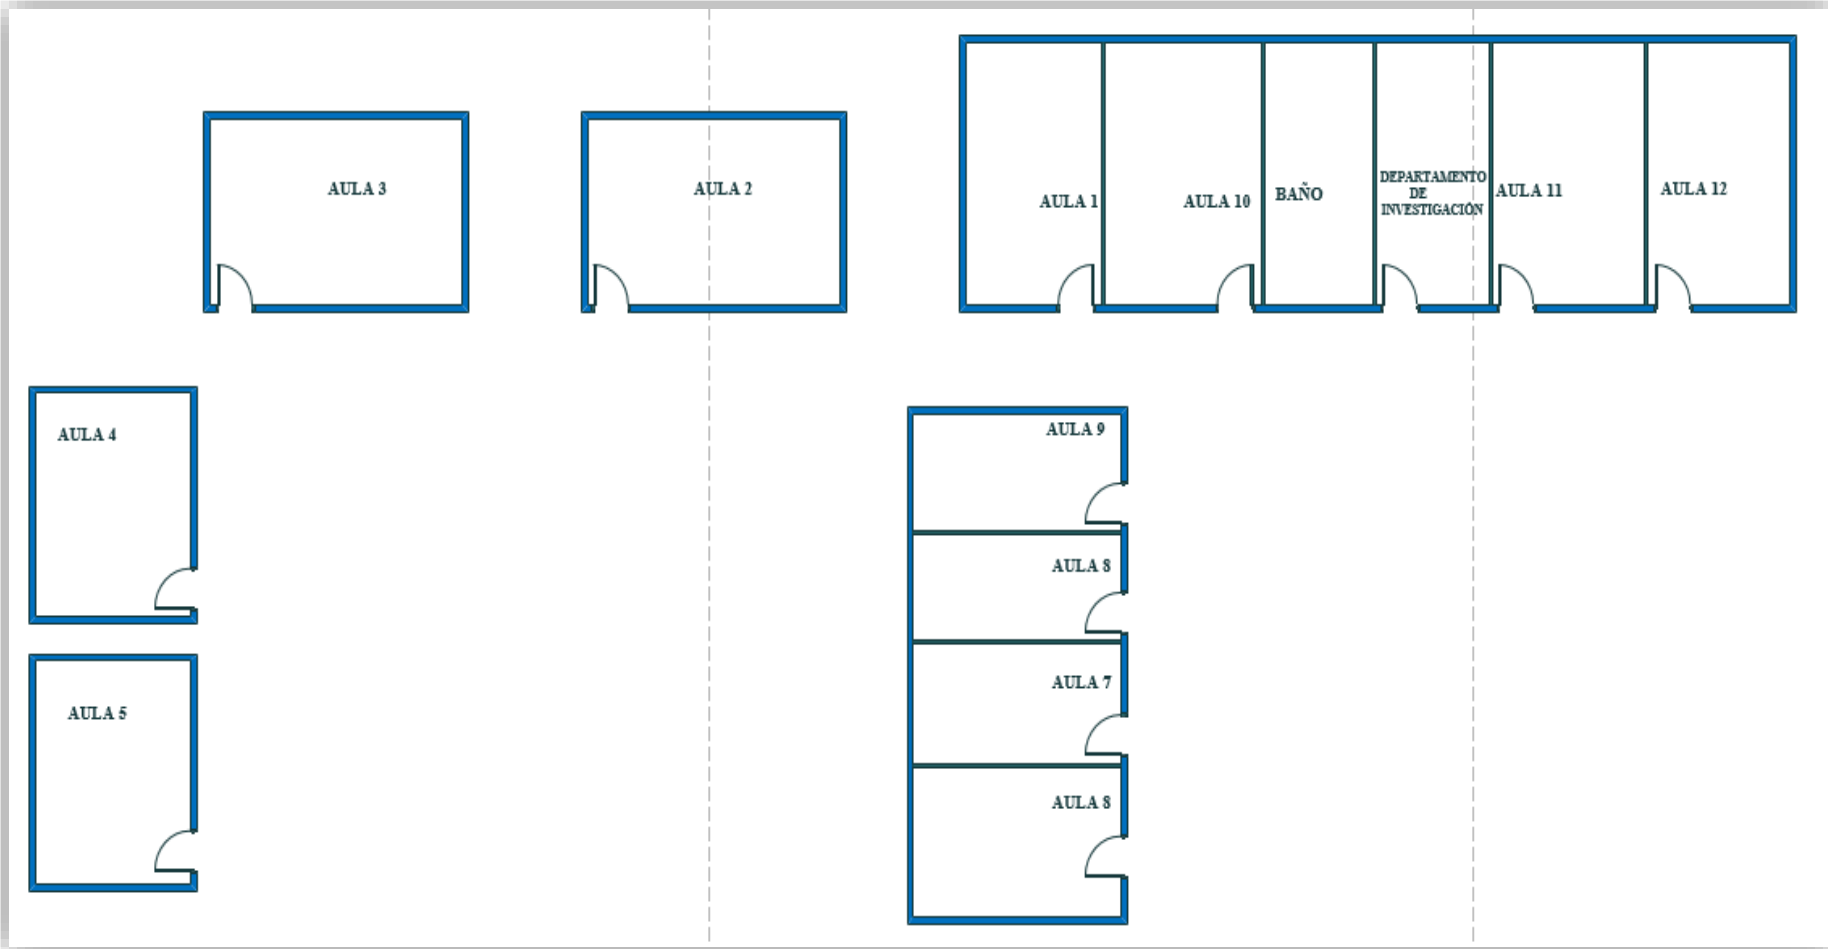 AULA 3
AULA 2
AULA 1
AULA 10
BAÑO
DEPARTAMENTO
DE
INVESTIGACIÓN
AULA 11
AULA 12
AULA 4
AULA 5
AULA 9
AULA 8
AULA 7
AULA 8